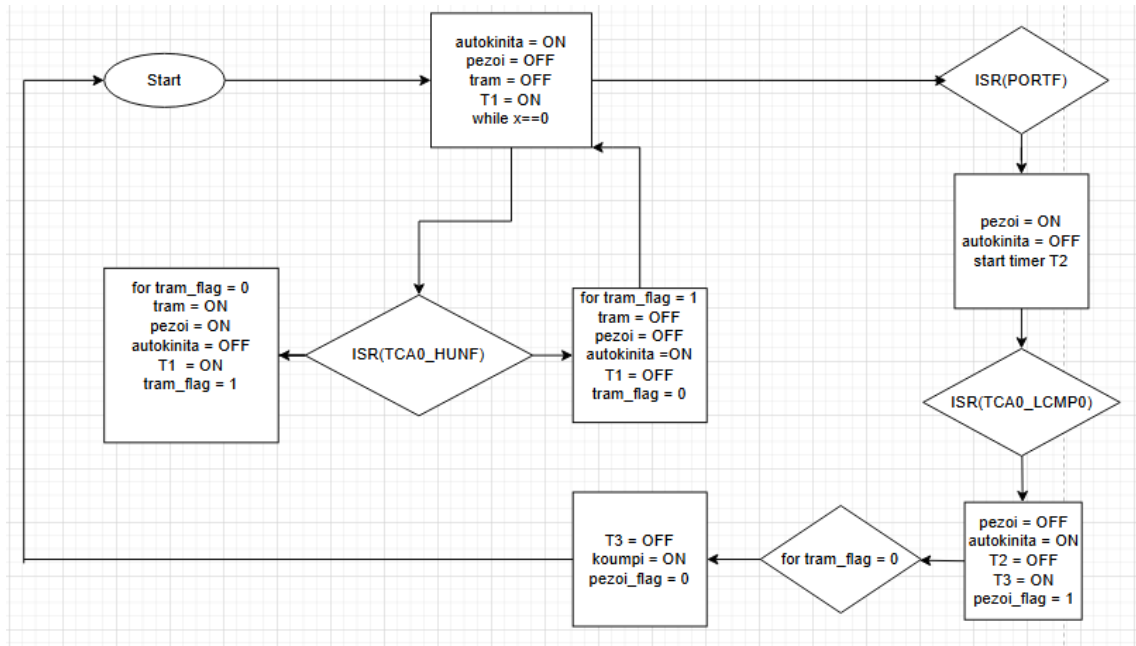 Start
autokinita = ON
pezoi = OFF
tram = OFF
T1 = ON
while x==0
ISR(PORTF)
pezoi = ON
autokinita = OFF
start timer T2
for tram_flag = 0
tram = ON
pezoi = ON
autokinita = OFF
T1 = ON
tram_flag = 1
ISR(TCA0_HUNF)
for tram_flag = 1
tram = OFF
pezoi = OFF
autokinita =ON
T1 = OFF
tram_flag = 0
ISR(TCA0_LCMP0)
pezoi = OFF
autokinita = ON
T2 = OFF
T3 = ON
pezoi_flag = 1
for tram_flag = 0
T3 = OFF
koumpi = ON
pezoi_flag = 0